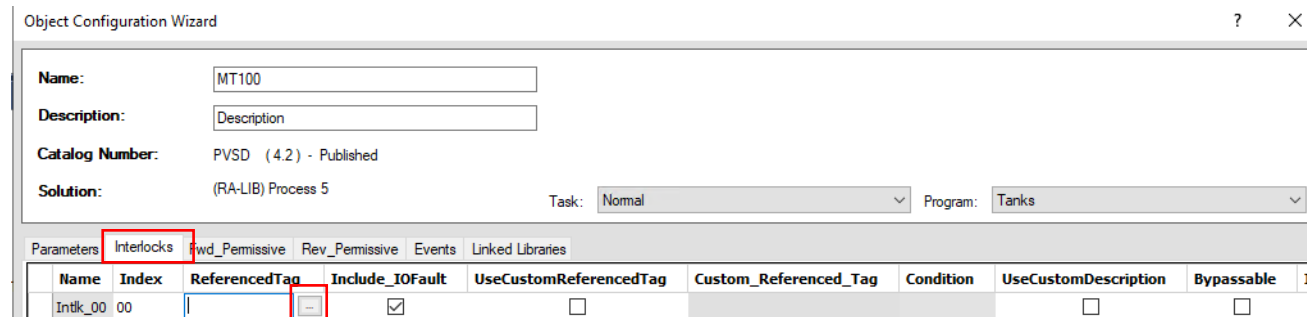 Object Configuration Wizard ? ×
Name: MT100
Description: Description
Catalog Number: PVSD (4.2) - Published
Solution: (RA-LIB) Process 5 Task: Normal Program: Tanks
Parameters Interlocks Fwd_Permissive Rev_Permissive Events Linked Libraries
Name Index ReferencedTag Include_IOFault UseCustomReferencedTag Custom_Referenced_Tag Condition UseCustomDescription Bypassable
Intlk_00 00 ...